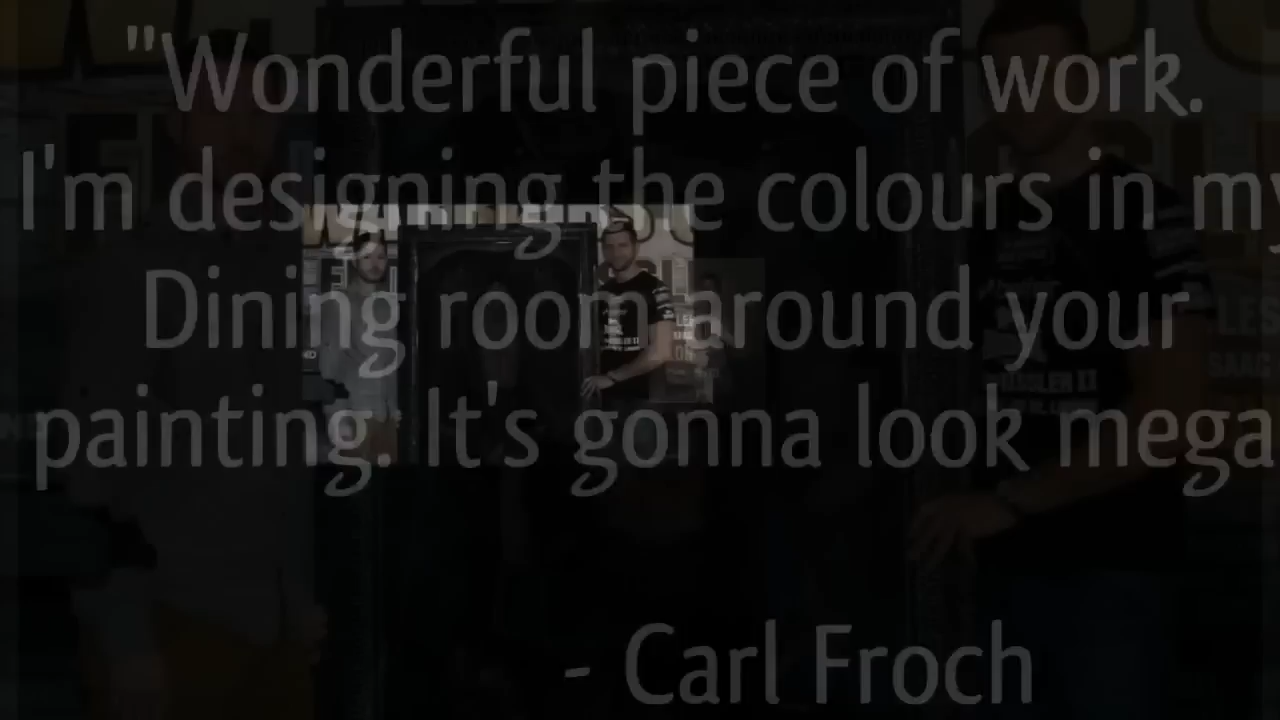 "Wonderful piece of work.
I'm designing the colours in my
Dining room around your
painting. It's gonna look mega
- Carl Froch